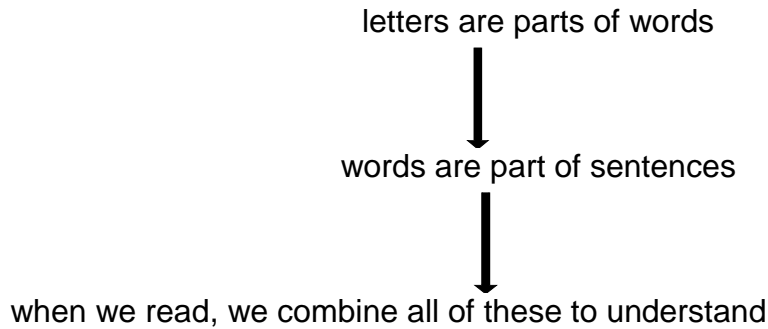 letters are parts of words
words are part of sentences
when we read, we combine all of these to understand